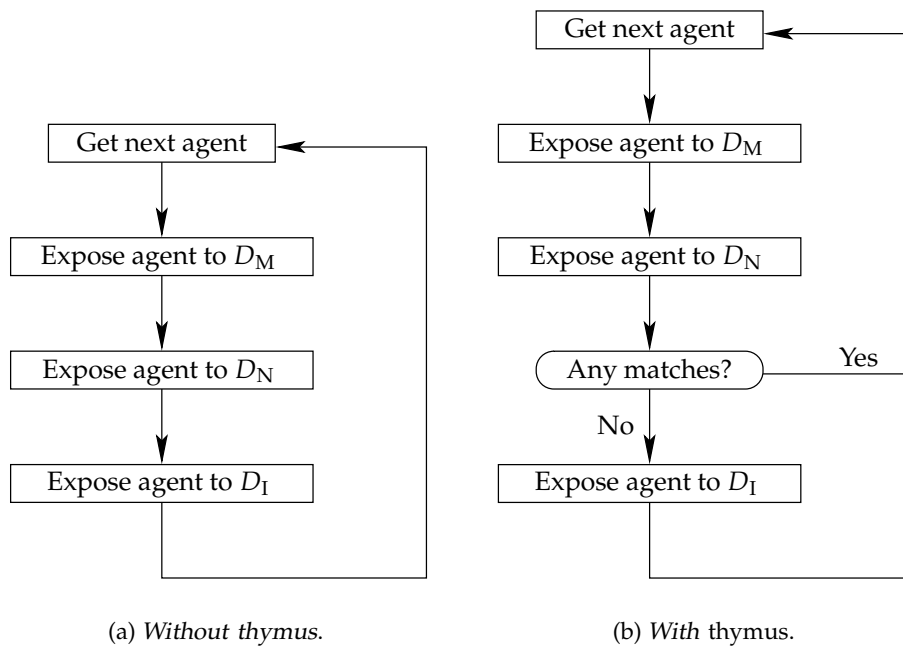 Get next agent
Expose agent to D_M
Expose agent to D_N
Expose agent to D_I
(a) Without thymus.
Get next agent
Expose agent to D_M
Expose agent to D_N
Any matches?
Yes
No
Expose agent to D_I
(b) With thymus.